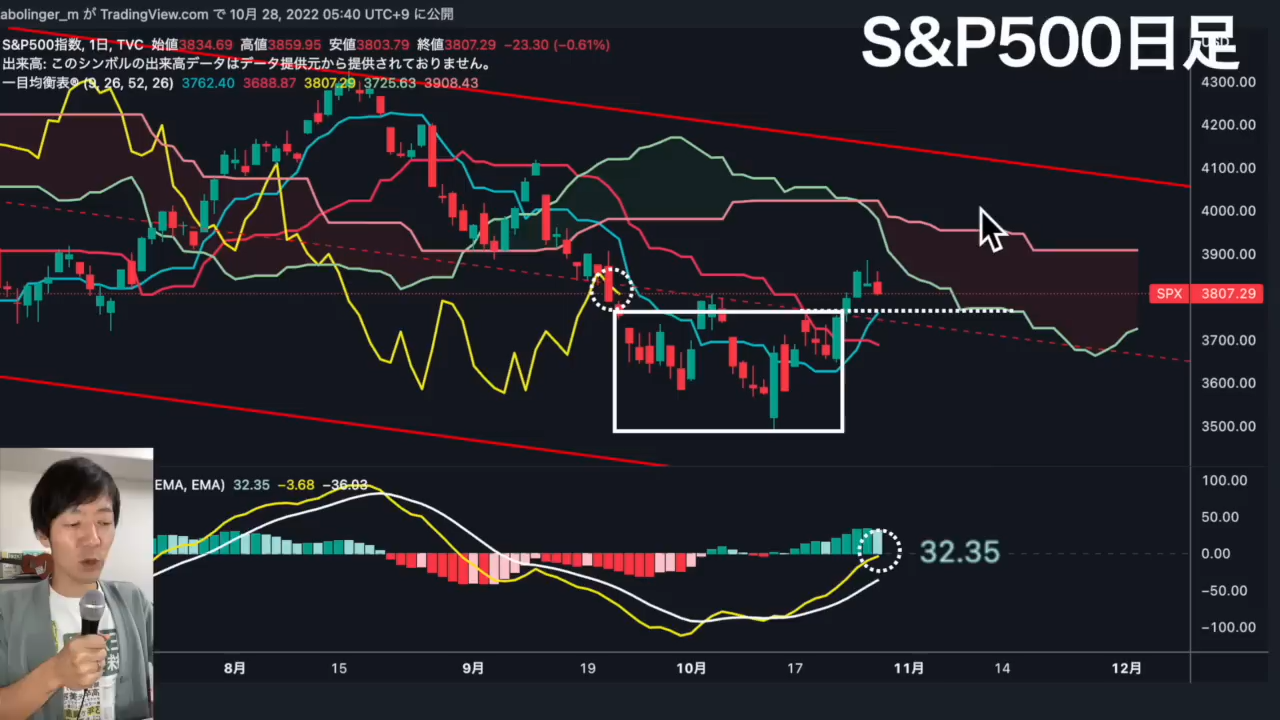 abolinger_m が TradingView.com で 10月 28, 2022 05:40 UTC+9 に公開
S&P500日足
S&P500指数, 1日, TVC 始値3834.69 高値3859.95 安値3803.79 終値3807.29 −23.30 (−0.61%)
出来高: このシンボルの出来高データはデータ提供元から提供されておりません。
一目均衡表® (9, 26, 52, 26) 3762.40 3688.87 3807.29 3725.63 3908.43
4300.00
4200.00
4100.00
4000.00
3900.00
SPX 3807.29
3700.00
3600.00
3500.00
EMA, EMA) 32.35 −3.68 −36.03
100.00
50.00
0.00
−50.00
−100.00
32.35
8月 15 9月 19 10月 17 11月 14 12月